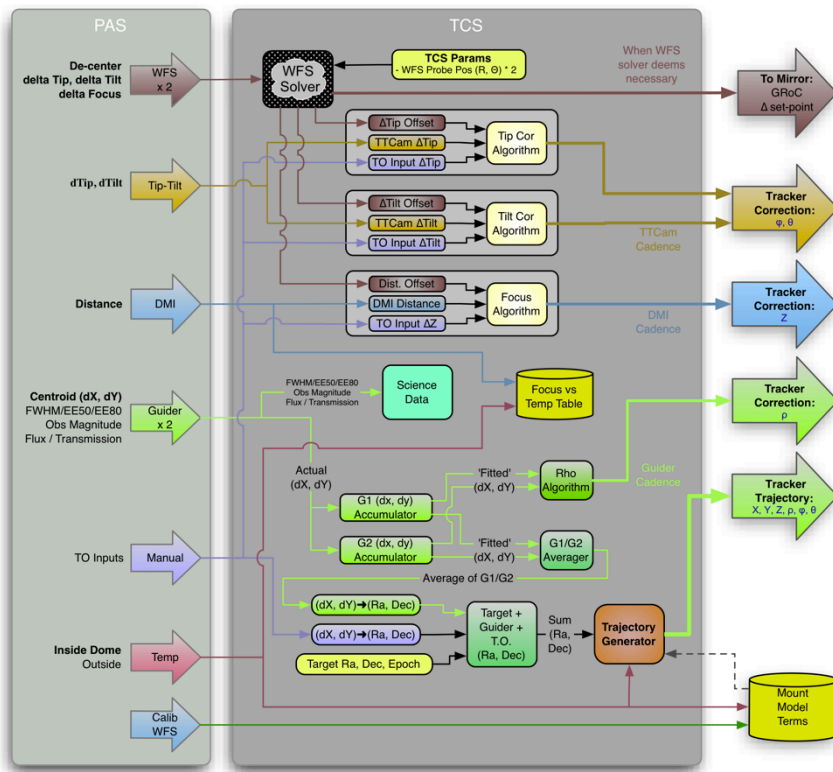 PAS
TCS
De-center
delta Tip, delta Tilt
delta Focus
WFS
x 2
WFS
Solver
TCS Params
- WFS Probe Pos (R, Θ) * 2
When WFS
solver deems
necessary
To Mirror:
GRoC
Δ set-point
ΔTip Offset
TTCam ΔTip
TO Input ΔTip
Tip Cor
Algorithm
dTip, dTilt
Tip-Tilt
ΔTilt Offset
TTCam ΔTilt
TO Input ΔTilt
Tilt Cor
Algorithm
TTCam
Cadence
Tracker
Correction:
φ, θ
Distance
DMI
Dist. Offset
DMI Distance
TO Input ΔZ
Focus
Algorithm
DMI
Cadence
Tracker
Correction:
Z
Centroid (dX, dY)
FWHM/EE50/EE80
Obs Magnitude
Flux / Transmission
Guider
x 2
FWHM/EE50/EE80
Obs Magnitude
Flux / Transmission
Science
Data
Focus vs
Temp Table
Tracker
Correction:
ρ
Actual
(dX, dY)
G1 (dx, dy)
Accumulator
G2 (dx, dy)
Accumulator
'Fitted'
(dX, dY)
Rho
Algorithm
'Fitted'
(dX, dY)
G1/G2
Averager
Guider
Cadence
Tracker
Trajectory:
X, Y, Z, ρ, φ, θ
TO Inputs
Manual
Average of G1/G2
(dX, dY)➔(Ra, Dec)
(dX, dY)➔(Ra, Dec)
Target Ra, Dec, Epoch
Target +
Guider +
T.O.
(Ra, Dec)
Sum
(Ra,
Dec)
Trajectory
Generator
Inside Dome
Outside
Temp
Calib
WFS
Mount
Model
Terms